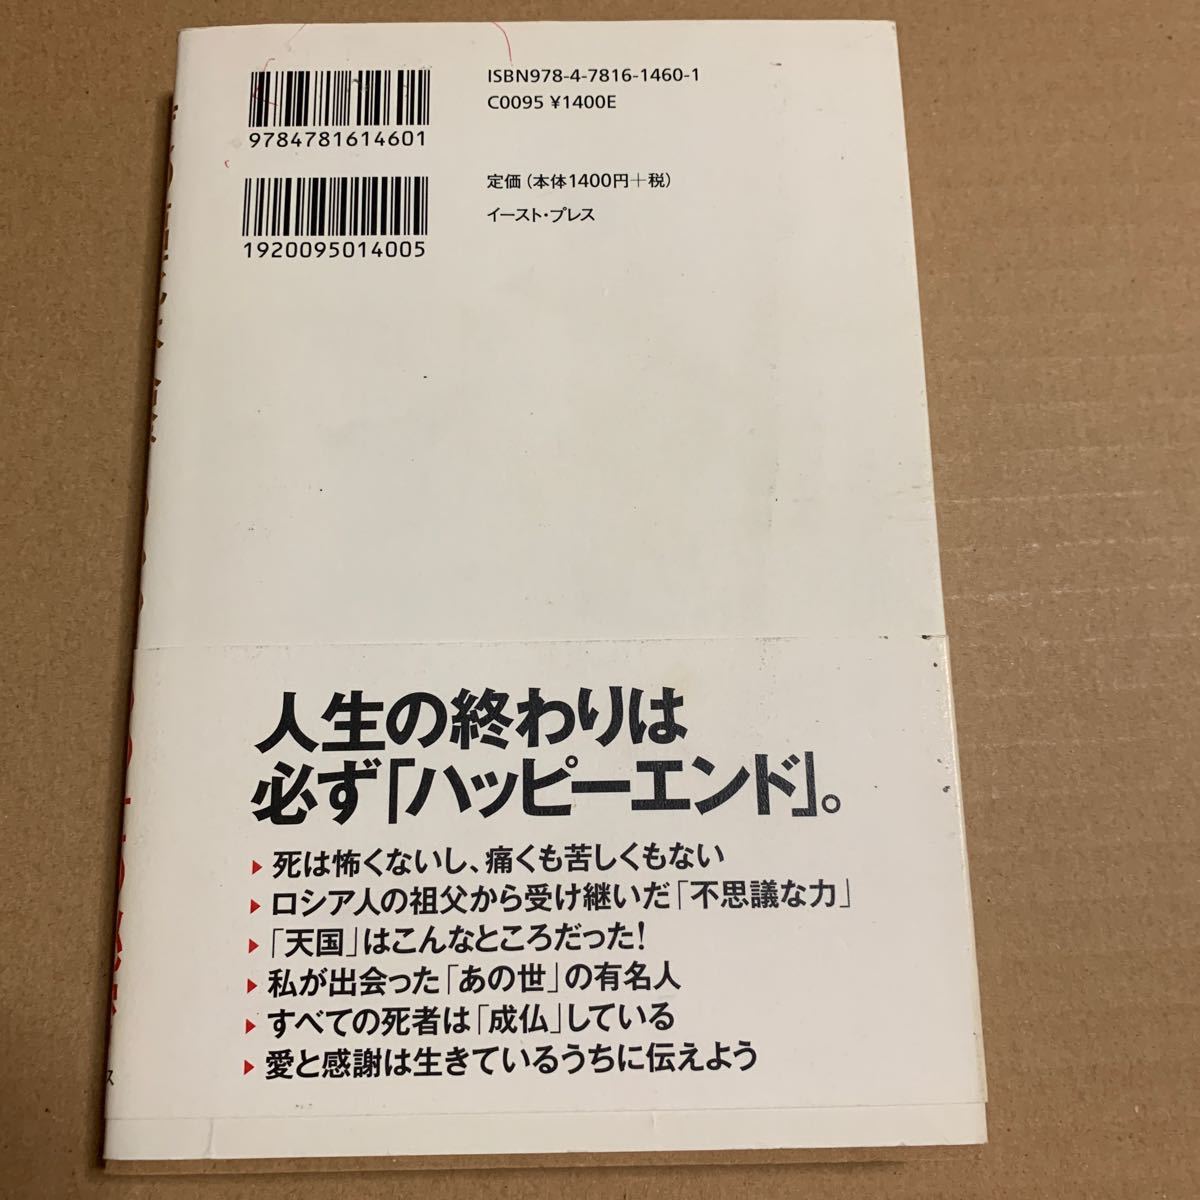 ISBN978-4-7816-1460-1
C0095 ¥1400E
9784781614601
定価（本体1400円＋税）
イースト・プレス
1920095014005
人生の終わりは
必ず「ハッピーエンド」。
▶死は怖くないし、痛くも苦しくもない
▶ロシア人の祖父から受け継いだ「不思議な力」
▶「天国」はこんなところだった！
▶私が出会った「あの世」の有名人
▶すべての死者は「成仏」している
▶愛と感謝は生きているうちに伝えよう
ス